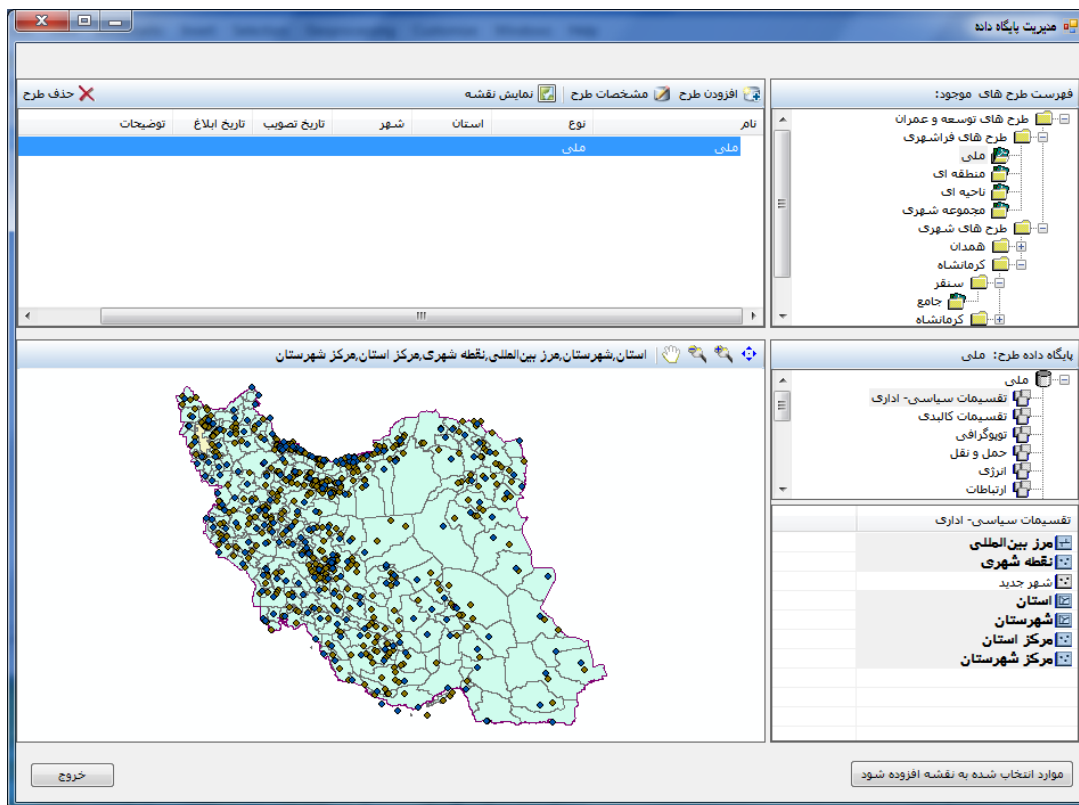 مدیریت پایگاه داده
فهرست طرح های موجود:
طرح های توسعه و عمران
طرح های فراشهری
ملی
منطقه ای
ناحیه ای
مجموعه شهری
طرح های شهری
همدان
کرمانشاه
سنقر
جامع
کرمانشاه
افزودن طرح مشخصات طرح نمایش نقشه حذف طرح
نام نوع استان شهر تاریخ تصویب تاریخ ابلاغ توضیحات
ملی ملی
پایگاه داده طرح: ملی
ملی
تقسیمات سیاسی- اداری
تقسیمات کالبدی
توپوگرافی
حمل و نقل
انرژی
ارتباطات
تقسیمات سیاسی- اداری
مرز بین‌المللی
نقطه شهری
شهر جدید
استان
شهرستان
مرکز استان
مرکز شهرستان
استان,شهرستان,مرز بین‌المللی,نقطه شهری,مرکز استان,مرکز شهرستان
موارد انتخاب شده به نقشه افزوده شود
خروج